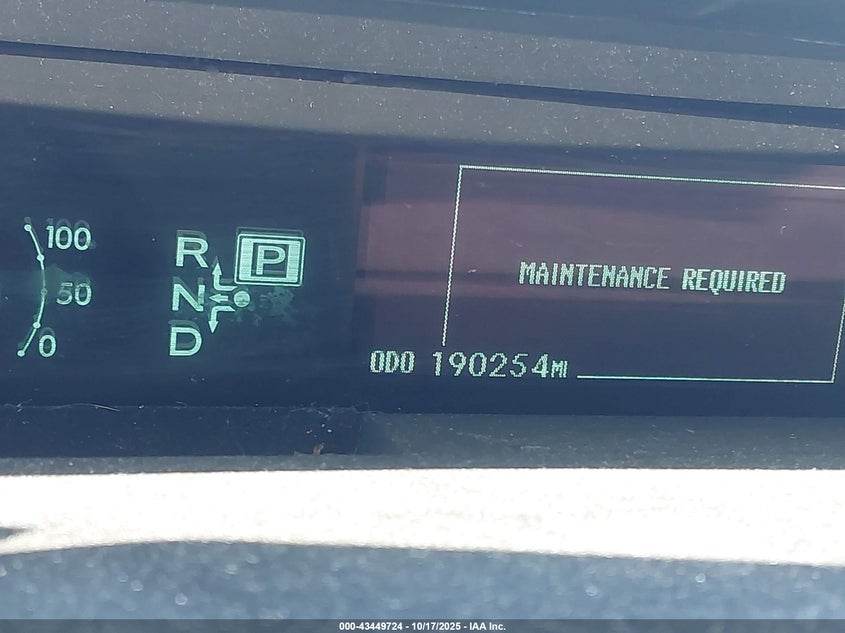 100
50
0
R P
N
D
MAINTENANCE REQUIRED
ODO 190254MI
000-43449724 - 10/17/2025 - IAA Inc.